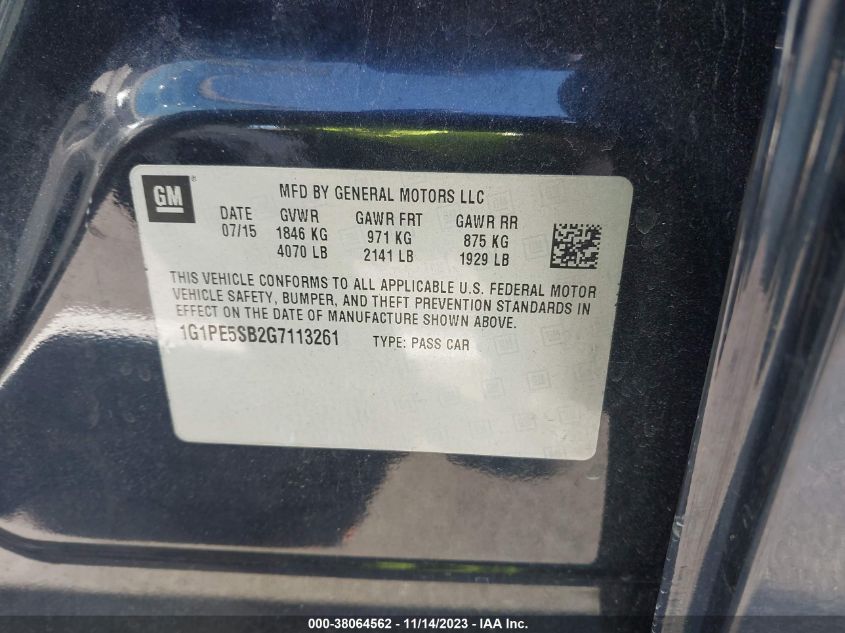 GM®
MFD BY GENERAL MOTORS LLC
DATE GVWR GAWR FRT GAWR RR
07/15 1846 KG 971 KG 875 KG
4070 LB 2141 LB 1929 LB
THIS VEHICLE CONFORMS TO ALL APPLICABLE U.S. FEDERAL MOTOR
VEHICLE SAFETY, BUMPER, AND THEFT PREVENTION STANDARDS IN
EFFECT ON THE DATE OF MANUFACTURE SHOWN ABOVE.
1G1PE5SB2G7113261 TYPE: PASS CAR
000-38064562 - 11/14/2023 - IAA Inc.